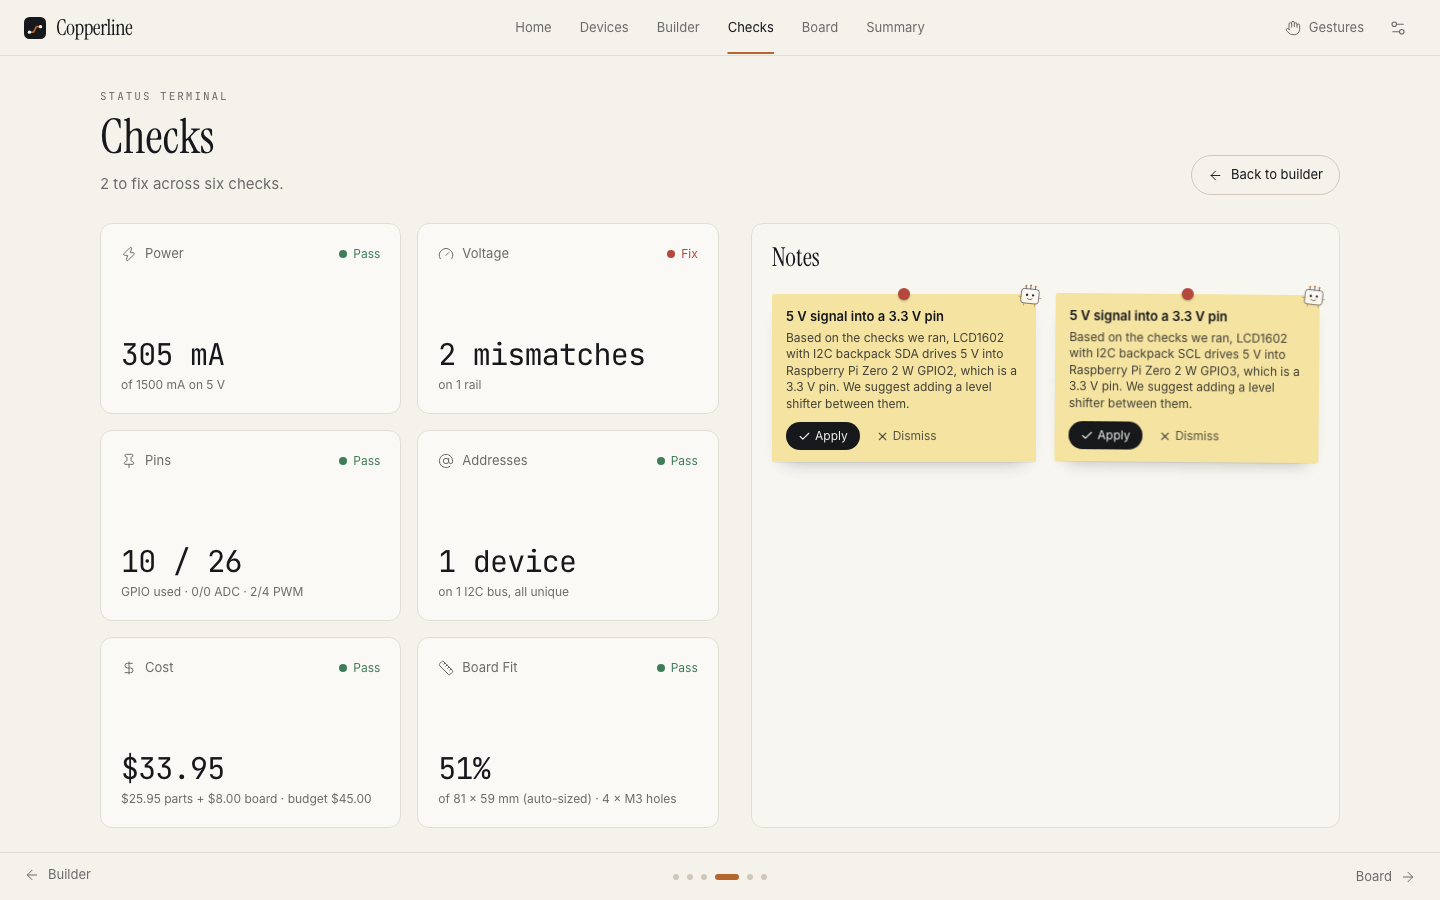 Copperline
Home
Devices
Builder
Checks
Board
Summary
Gestures
STATUS TERMINAL
Checks
2 to fix across six checks.
Back to builder
Power
Pass
305 mA
of 1500 mA on 5 V
Voltage
Fix
2 mismatches
on 1 rail
Pins
Pass
10 / 26
GPIO used · 0/0 ADC · 2/4 PWM
Addresses
Pass
1 device
on 1 I2C bus, all unique
Cost
Pass
$33.95
$25.95 parts + $8.00 board · budget $45.00
Board Fit
Pass
51%
of 81 × 59 mm (auto-sized) · 4 × M3 holes
Notes
5 V signal into a 3.3 V pin
Based on the checks we ran, LCD1602
with I2C backpack SDA drives 5 V into
Raspberry Pi Zero 2 W GPIO2, which is a
3.3 V pin. We suggest adding a level
shifter between them.
Apply
Dismiss
5 V signal into a 3.3 V pin
Based on the checks we ran, LCD1602
with I2C backpack SCL drives 5 V into
Raspberry Pi Zero 2 W GPIO3, which is a
3.3 V pin. We suggest adding a level
shifter between them.
Apply
Dismiss
Builder
Board